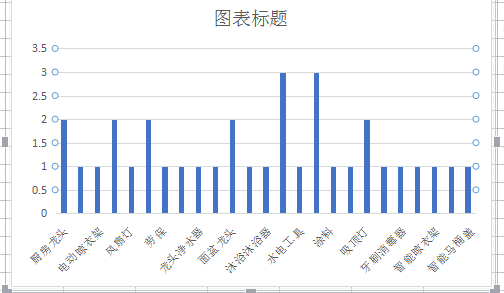 图表标题
3.5
3
2.5
2
1.5
1
0.5
0
厨房龙头
电动晾衣架
风扇灯
劳保
龙头净水器
面盆龙头
沐浴沐浴器
水电工具
涂料
吸顶灯
牙刷消毒器
智能晾衣架
智能马桶盖